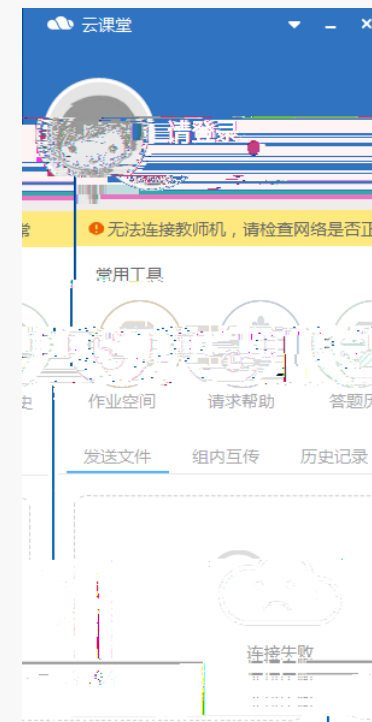 云课堂
请登录
常
无法连接教师机，请检查网络是否正
常用工具
史 作业空间 请求帮助 答题历
发送文件 组内互传 历史记录
连接失败